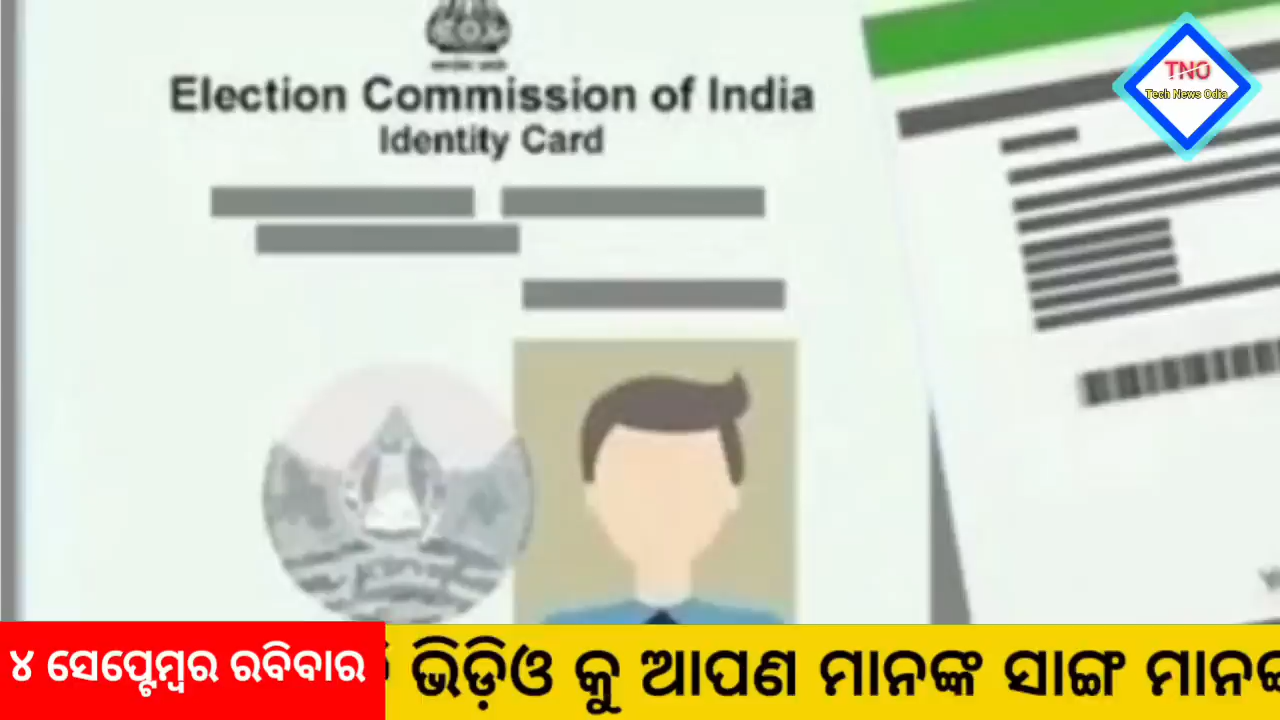 Election Commission of India
Identity Card
TNO
Tech News Odia
୪ ସେପ୍ଟେମ୍ବର ରବିବାର
ଭିଡ଼ିଓ କୁ ଆପଣ ମାନଙ୍କ ସାଙ୍ଗ